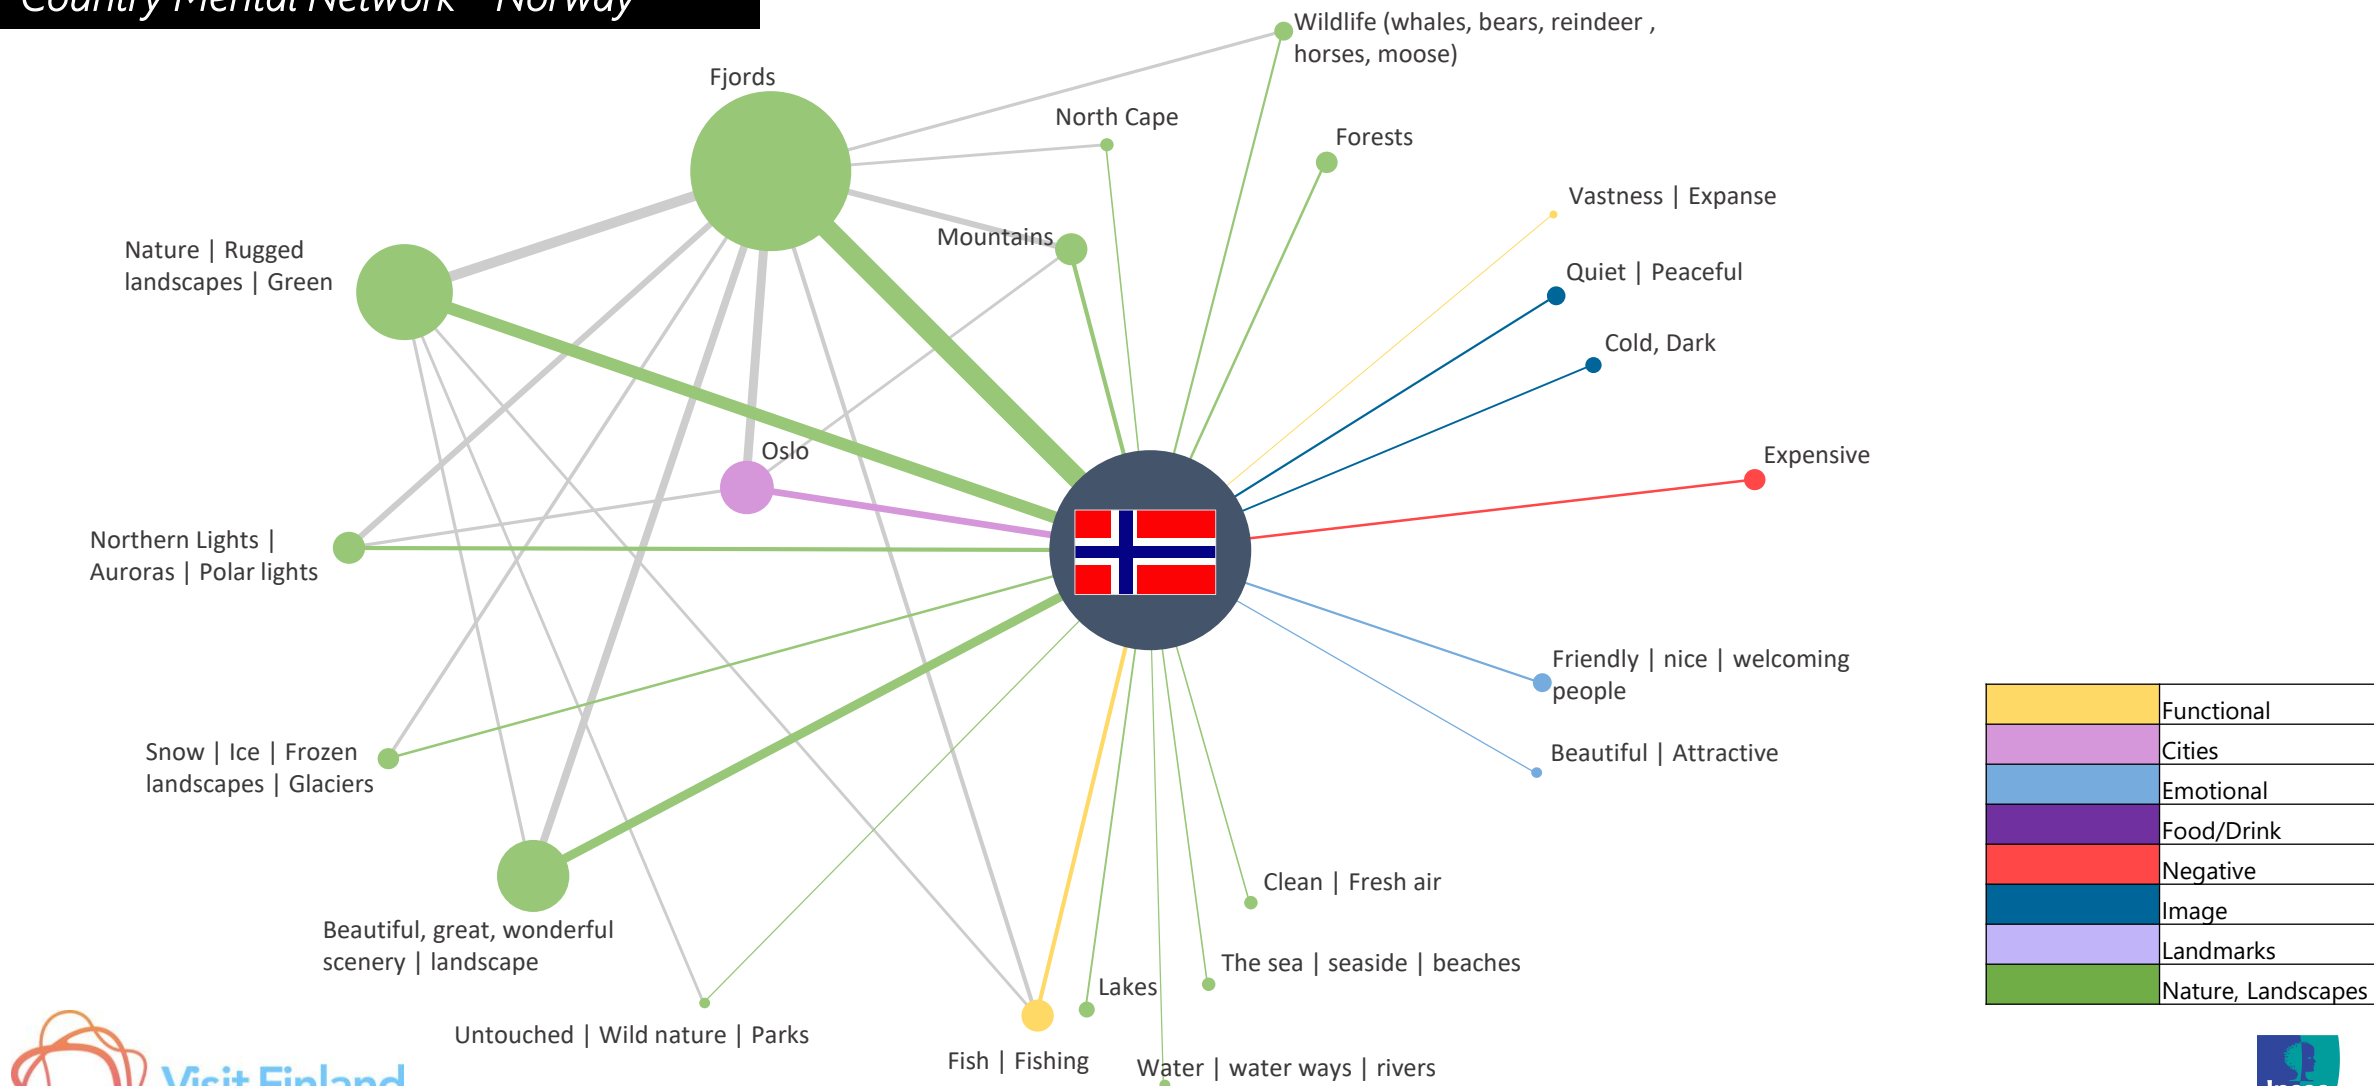 Country Mental Network – Norway
Wildlife (whales, bears, reindeer ,
horses, moose)
Fjords
North Cape
Forests
Vastness | Expanse
Mountains
Nature | Rugged
landscapes | Green
Quiet | Peaceful
Cold, Dark
Oslo
Expensive
Northern Lights |
Auroras | Polar lights
Friendly | nice | welcoming
people
Snow | Ice | Frozen
landscapes | Glaciers
Beautiful | Attractive
Clean | Fresh air
Beautiful, great, wonderful
scenery | landscape
The sea | seaside | beaches
Lakes
Untouched | Wild nature | Parks
Fish | Fishing
Water | water ways | rivers
Functional
Cities
Emotional
Food/Drink
Negative
Image
Landmarks
Nature, Landscapes
Visit Finland
Ipsos